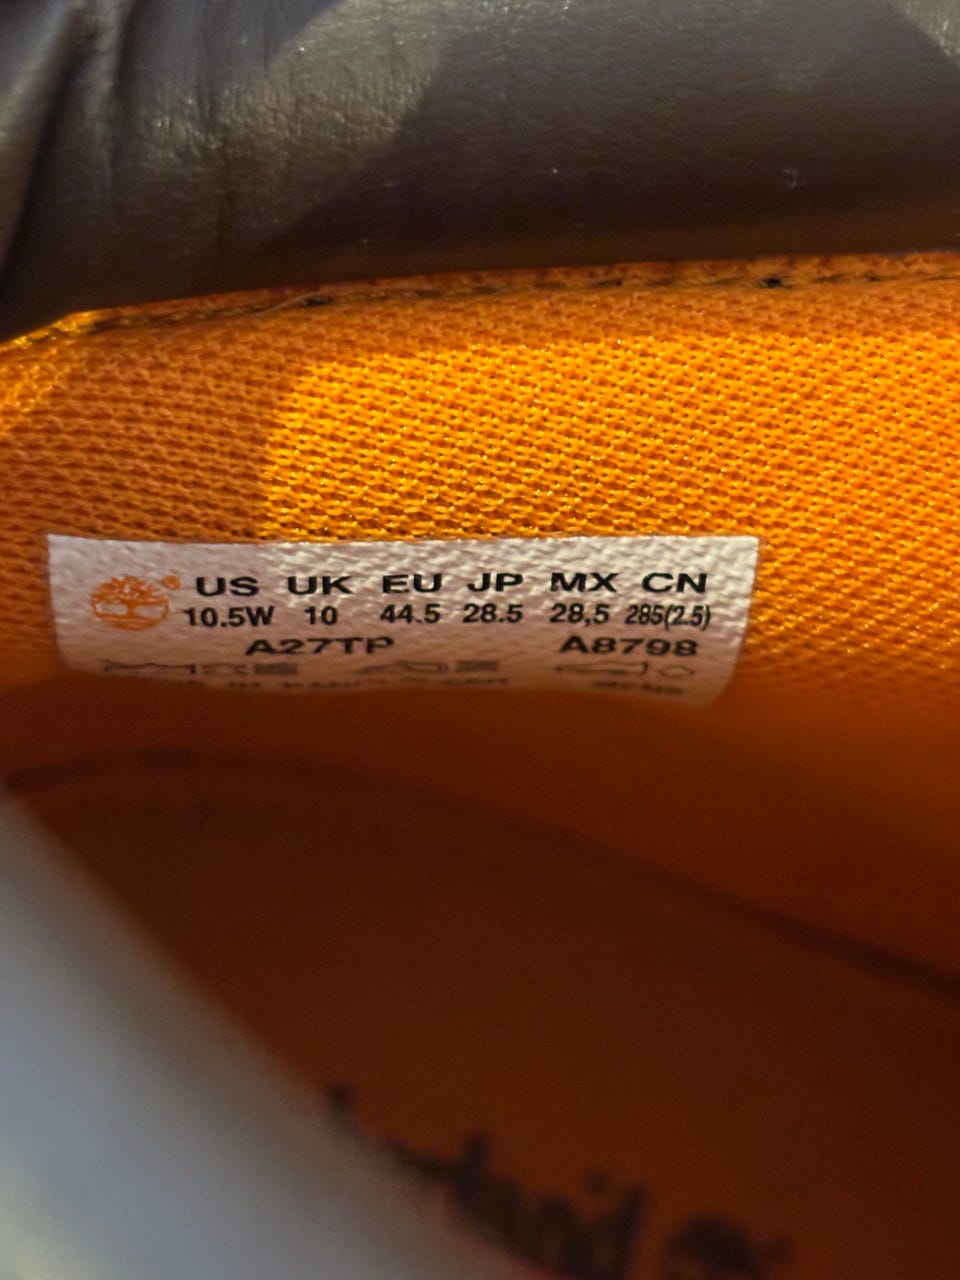 ® US UK EU JP MX CN
10.5W 10 44.5 28.5 28,5 285(2.5)
A27TP A8798